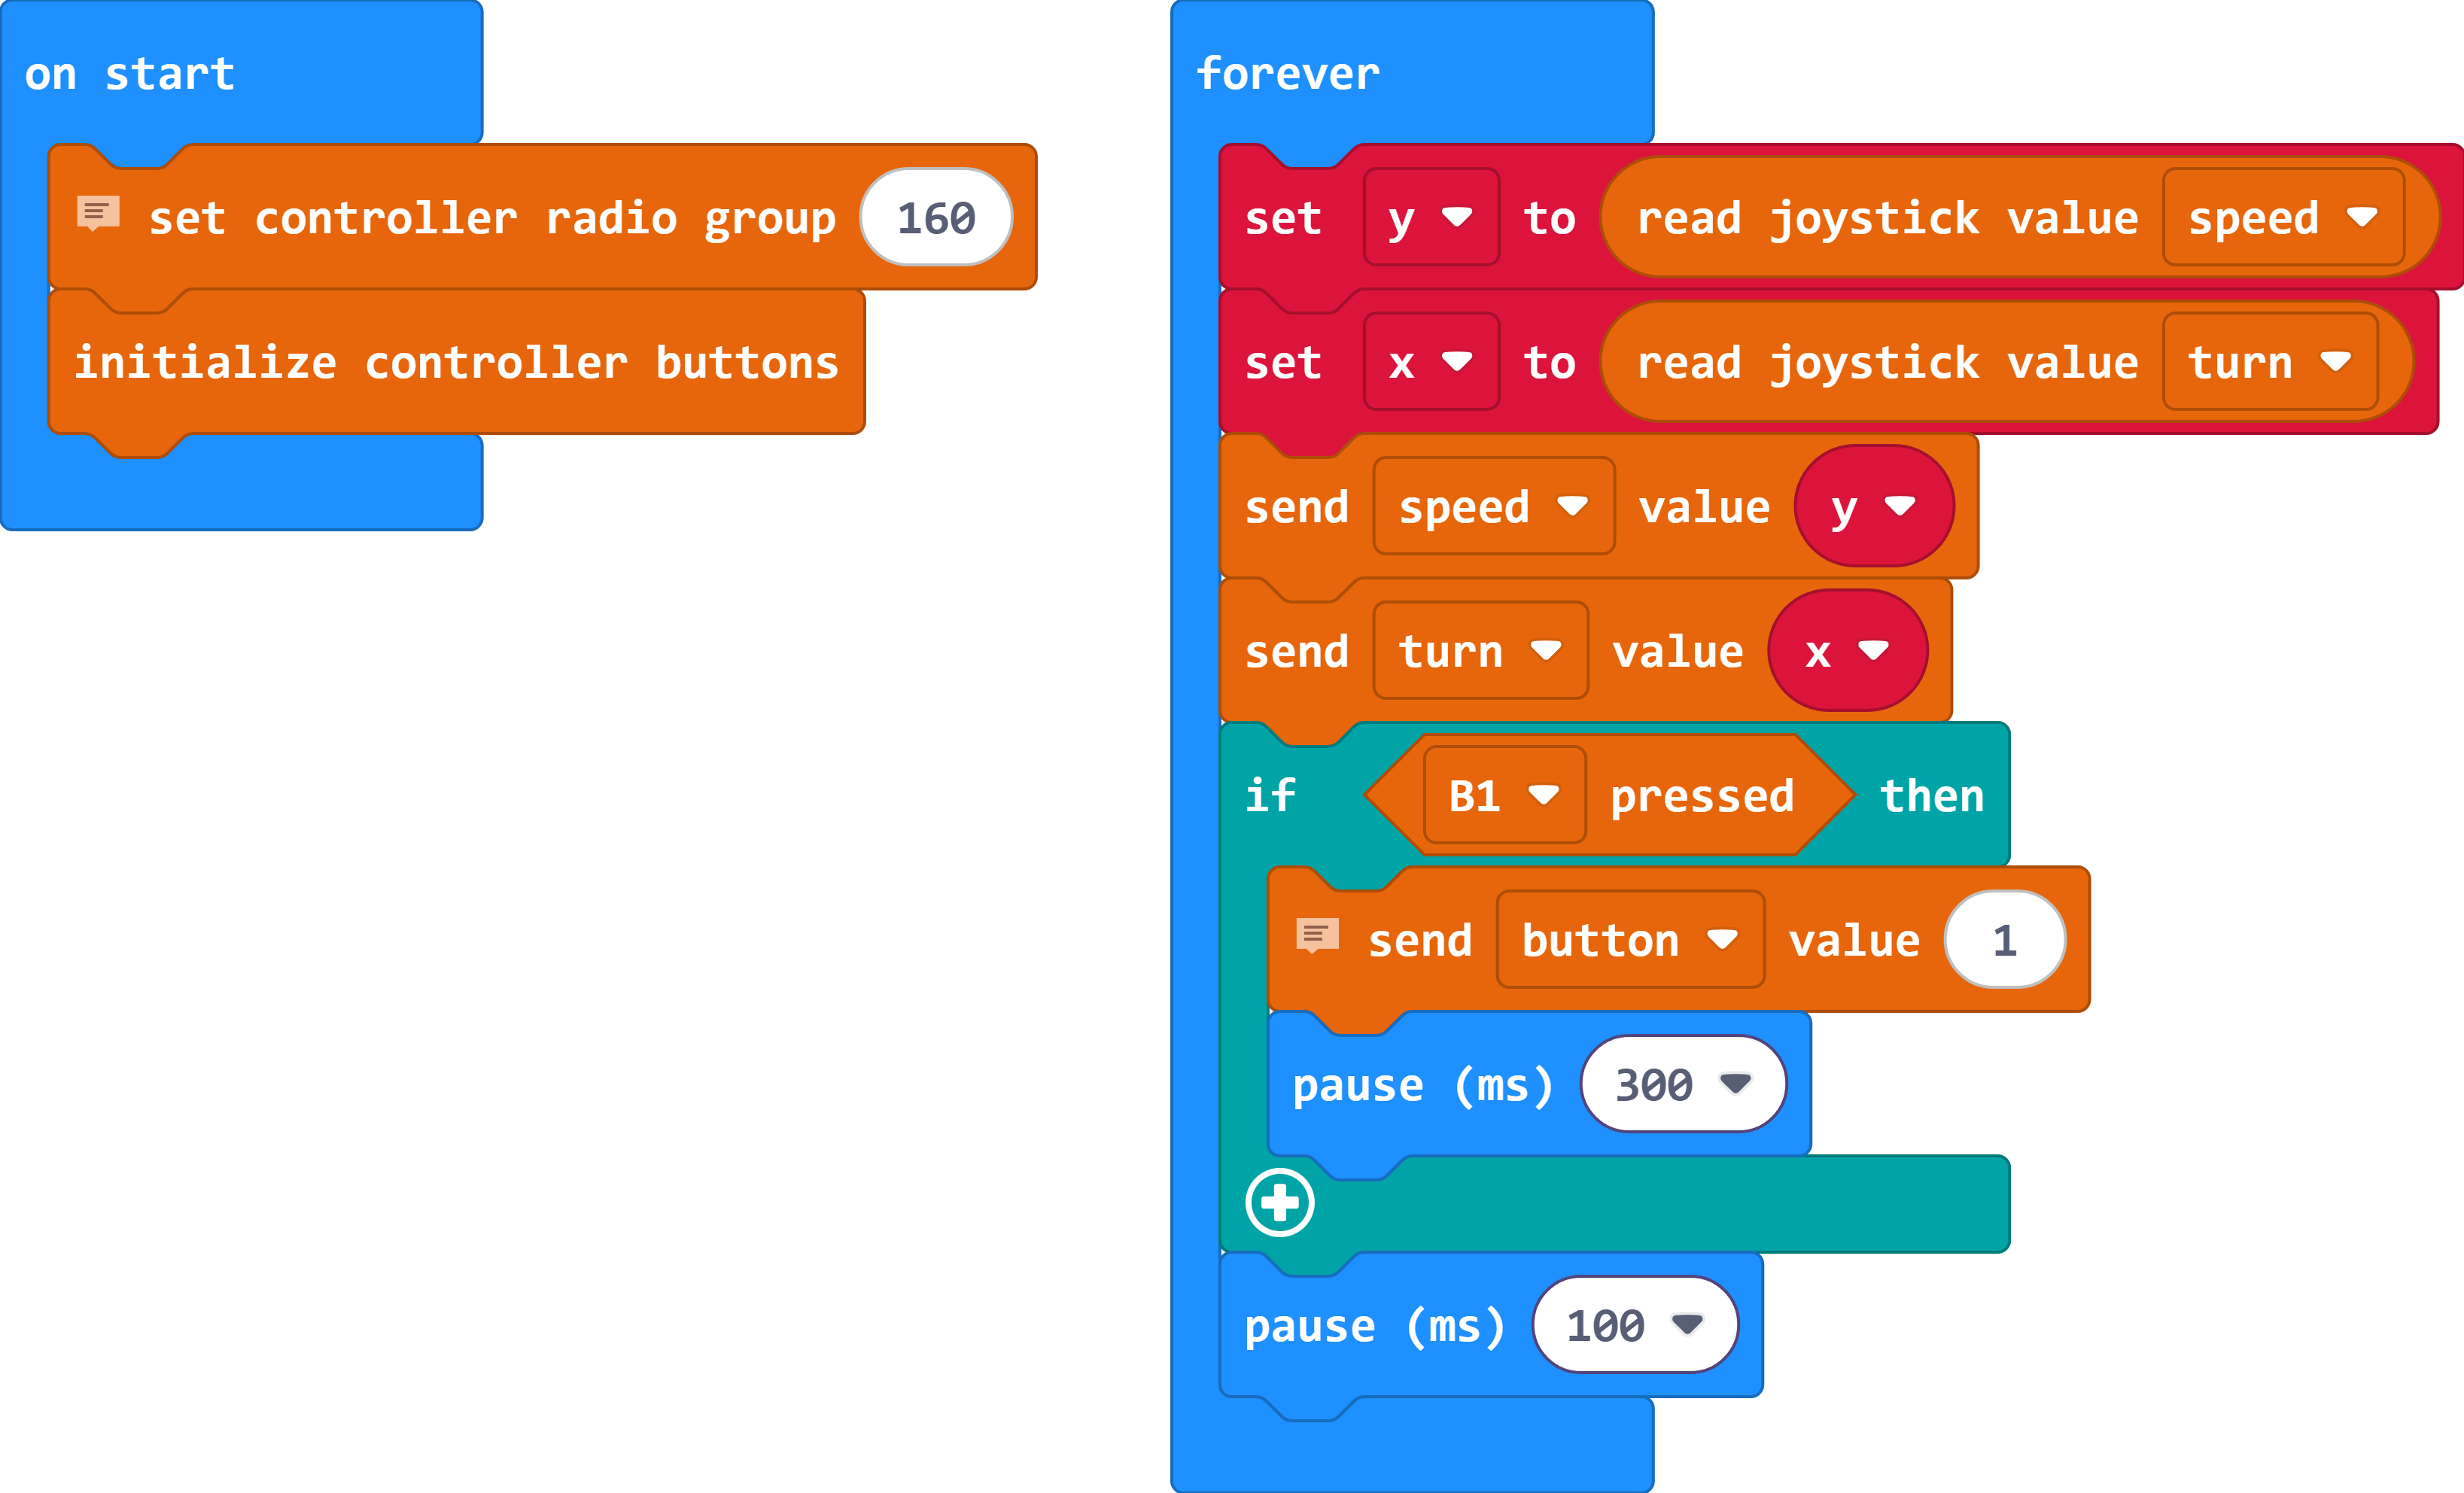 on start
set controller radio group 160
initialize controller buttons
forever
set y to read joystick value speed
set x to read joystick value turn
send speed value y
send turn value x
if B1 pressed then
send button value 1
pause (ms) 300
pause (ms) 100